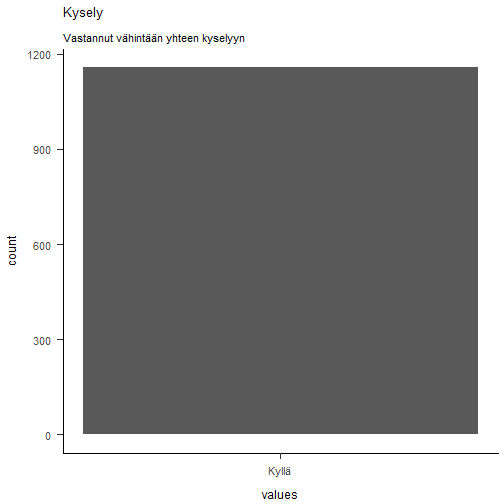 Kysely
Vastannut vähintään yhteen kyselyyn
1200
900
600
300
0
count
Kyllä
values